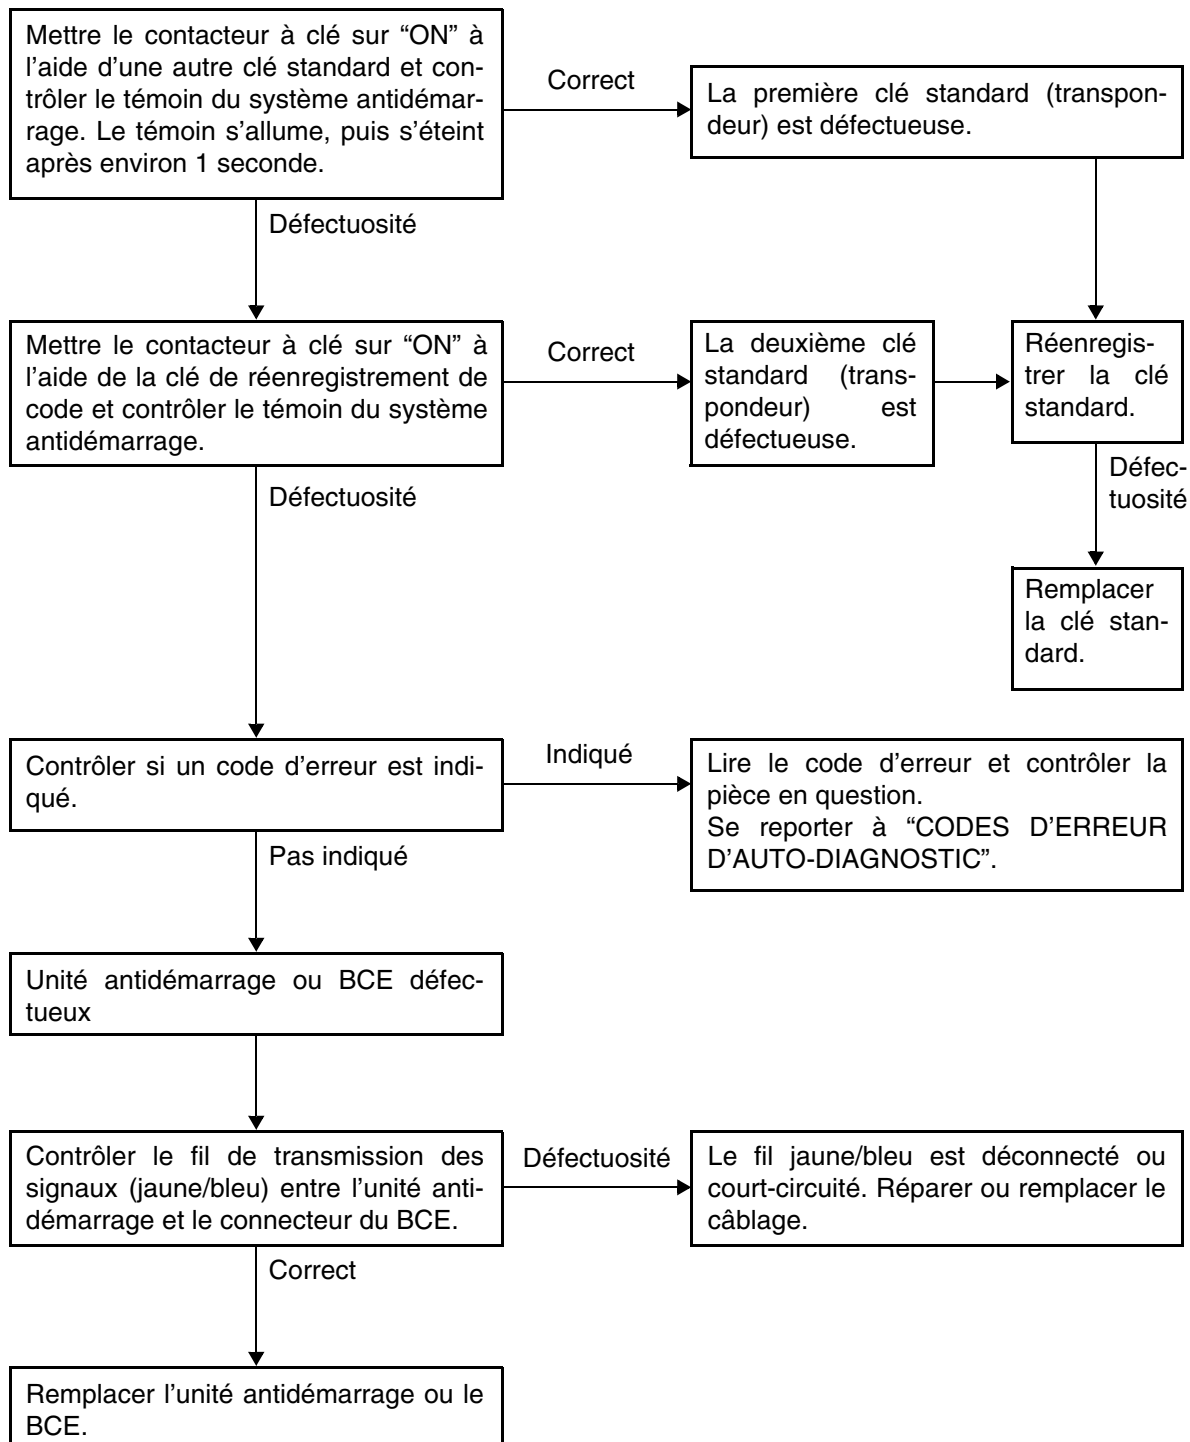 Mettre le contacteur à clé sur “ON” à
l’aide d’une autre clé standard et con-
trôler le témoin du système antidémar-
rage. Le témoin s’allume, puis s’éteint
après environ 1 seconde.
Correct
La première clé standard (transpon-
deur) est défectueuse.
Défectuosité
Mettre le contacteur à clé sur “ON” à
l’aide de la clé de réenregistrement de
code et contrôler le témoin du système
antidémarrage.
Correct
La deuxième clé
standard (trans-
pondeur) est
défectueuse.
Réenregis-
trer la clé
standard.
Défectuosité
Défec-
tuosité
Remplacer
la clé stan-
dard.
Contrôler si un code d’erreur est indi-
qué.
Indiqué
Lire le code d’erreur et contrôler la
pièce en question.
Se reporter à “CODES D’ERREUR
D’AUTO-DIAGNOSTIC”.
Pas indiqué
Unité antidémarrage ou BCE défec-
tueux
Contrôler le fil de transmission des
signaux (jaune/bleu) entre l’unité anti-
démarrage et le connecteur du BCE.
Défectuosité
Le fil jaune/bleu est déconnecté ou
court-circuité. Réparer ou remplacer le
câblage.
Correct
Remplacer l’unité antidémarrage ou le
BCE.